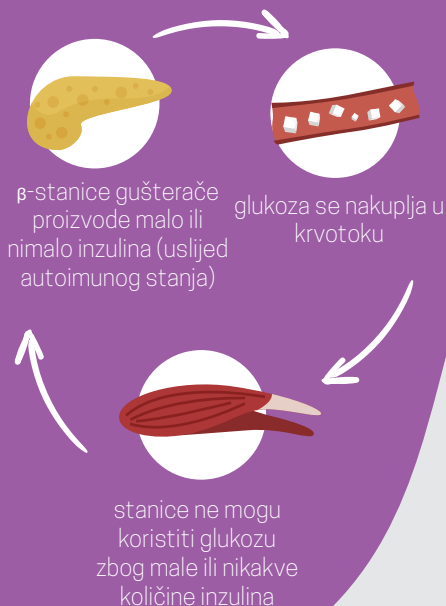 β-stanice gušterače
proizvode malo ili
nimalo inzulina (uslijed
autoimunog stanja)
glukoza se nakuplja u
krvotoku
stanice ne mogu
koristiti glukozu
zbog male ili nikakve
količine inzulina